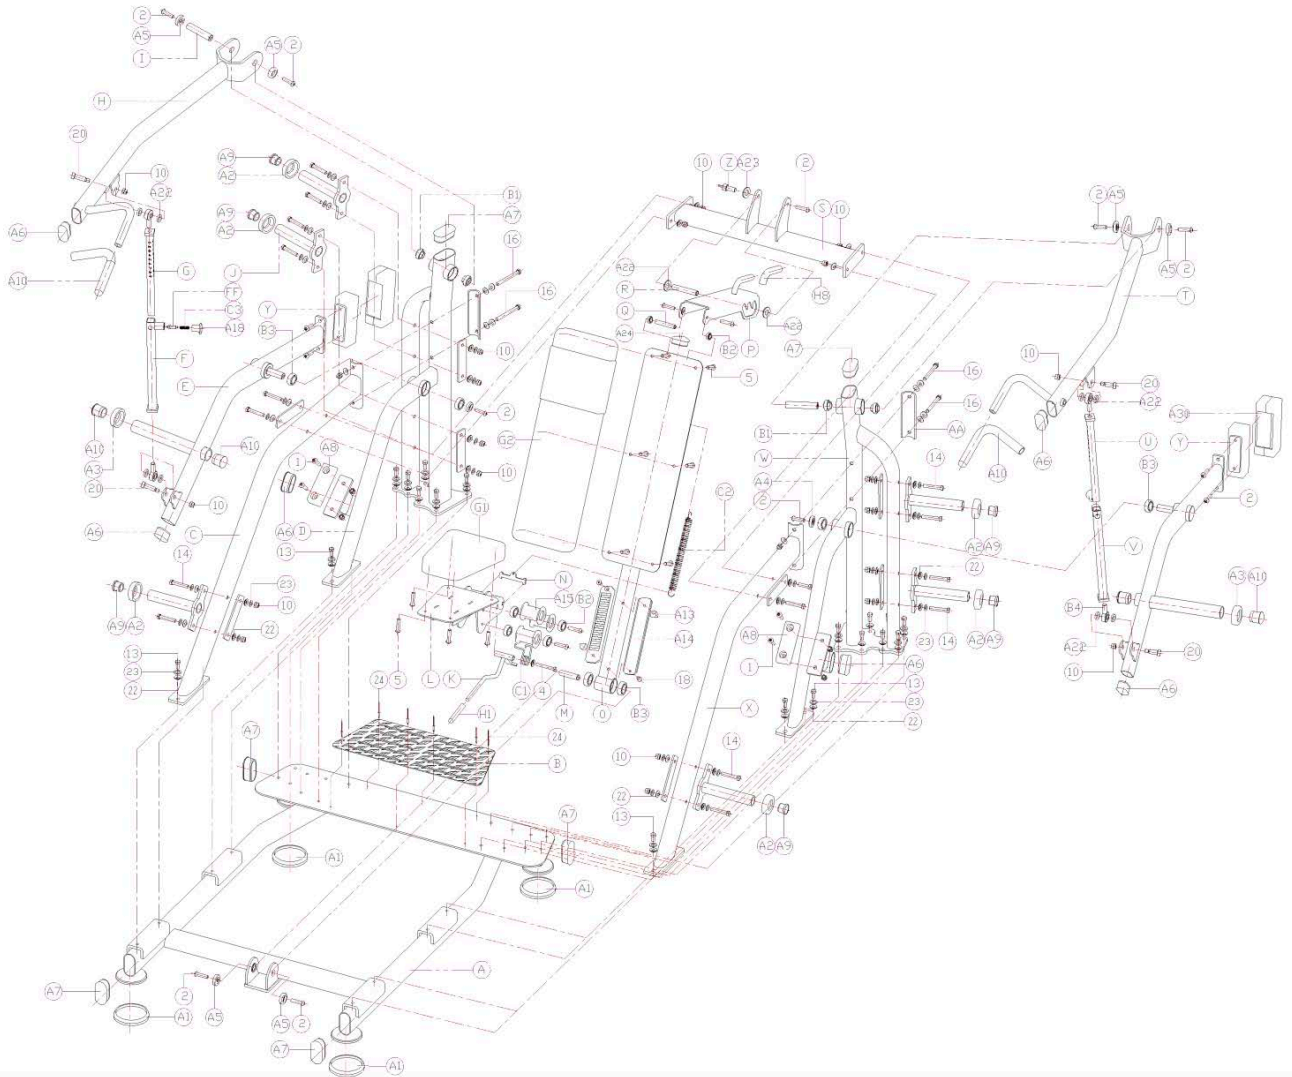 2
A5
I
A5 2
H
20
10
A22
A6
A10
G
FF
C3
A18
F
E
A9
A2
A9
A2
J
Y
B3
B1
A7
16
16
10
2
10
A10
A3
A10
20
10
A6
C
14
A9 A2
23
10
22
13
23
22
A8
1
A6 D
13
G1
G2
10 Z A23 2
S 10
A22
R
Q
A24
B2 P
H8
A22
5
A7
B1
W
A4
2
C2
N
A15 B2
A13
A14
18
5 L K C1 4 M O B3
H1
24
24
B
A7
A7
A1
A1
A
2 A5
A5 2
A7
A1
A7
A1
2 A5
A5 2
T
10
20
A22
A6
A10
16
16
AA
U
B3
Y
A30
2
V
14
A2 A9
22
23 14 A2 A9
A8
1
A6
13
23
22
X
10
14
22
13
A2 A9
B4
A22
10
20
A6
A3 A10